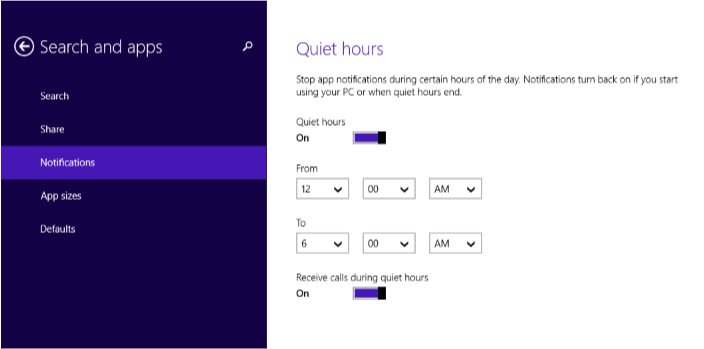 Search and apps
Search
Share
Notifications
App sizes
Defaults
Quiet hours
Stop app notifications during certain hours of the day. Notifications turn back on if you start
using your PC or when quiet hours end.
Quiet hours
On
From
12 00 AM
To
6 00 AM
Receive calls during quiet hours
On